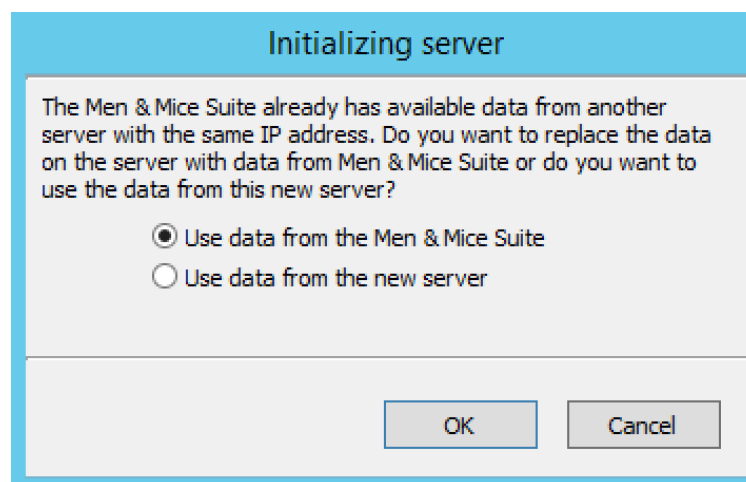 Initializing server
The Men & Mice Suite already has available data from another
server with the same IP address. Do you want to replace the data
on the server with data from Men & Mice Suite or do you want to
use the data from this new server?
Use data from the Men & Mice Suite
Use data from the new server
OK
Cancel